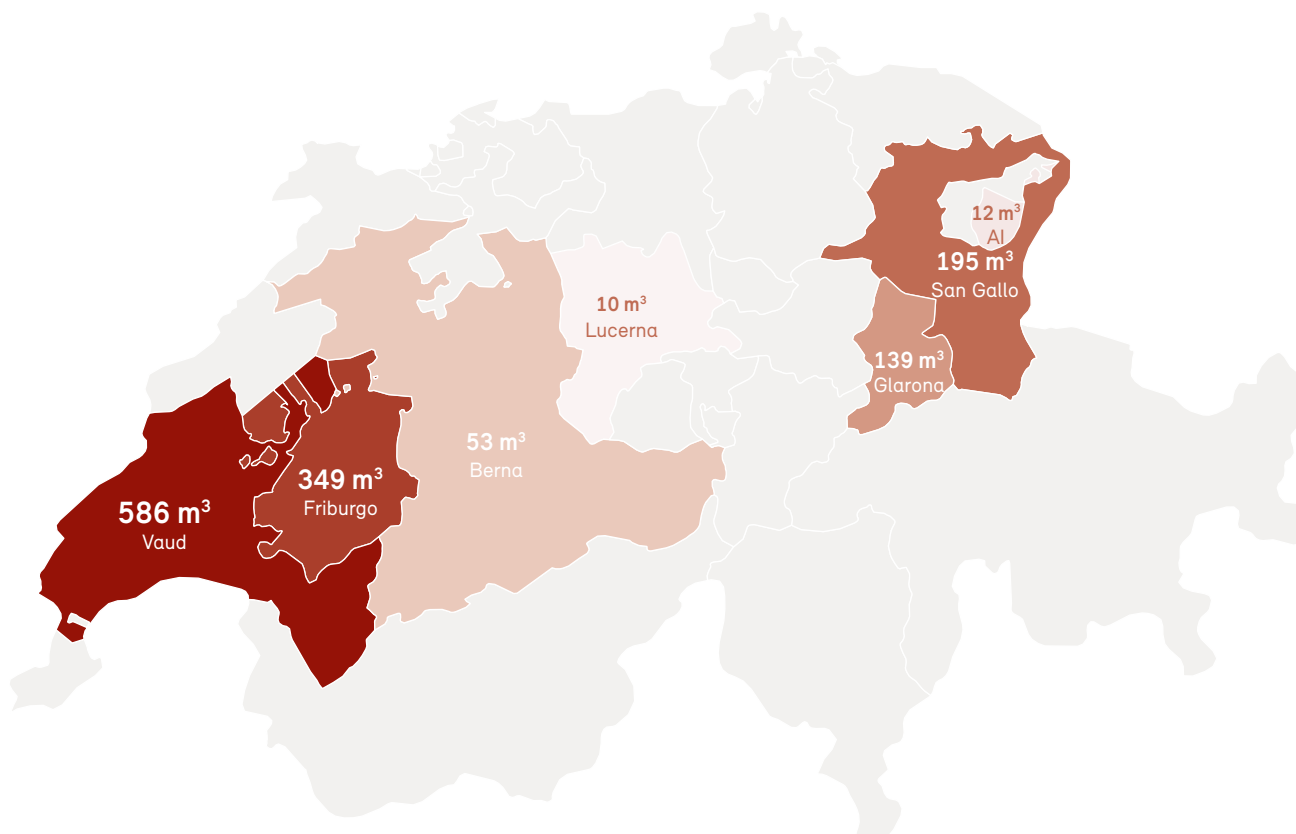 12 m³
AI
195 m³
San Gallo
10 m³
Lucerna
139 m³
Glarona
53 m³
Berna
349 m³
Friburgo
586 m³
Vaud